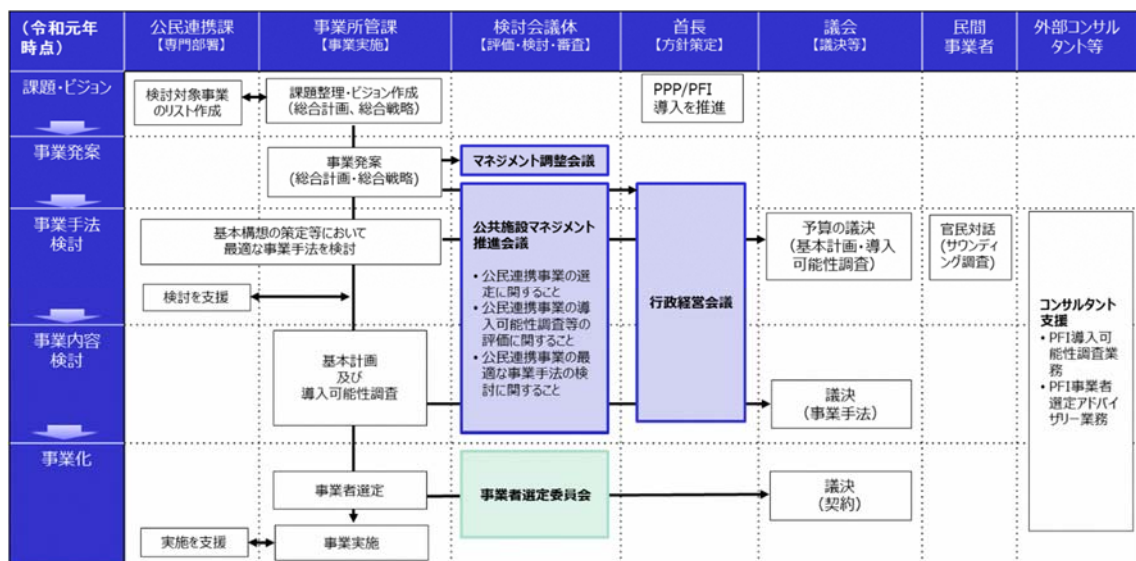 （令和元年
時点）
公民連携課
【専門部署】
事業所管課
【事業実施】
検討会議体
【評価・検討・審査】
首長
【方針策定】
議会
【議決等】
民間
事業者
外部コンサル
タント等
課題・ビジョン
検討対象事業
のリスト作成
課題整理・ビジョン作成
（総合計画、総合戦略）
PPP/PFI
導入を推進
事業発案
事業発案
(総合計画・総合戦略)
マネジメント調整会議
事業手法
検討
基本構想の策定等において
最適な事業手法を検討
検討を支援
公共施設マネジメント
推進会議
• 公民連携事業の選
定に関すること
• 公民連携事業の導
入可能性調査等の
評価に関すること
• 公民連携事業の最
適な事業手法の検
討に関すること
行政経営会議
予算の議決
（基本計画・導入
可能性調査）
官民対話
(サウンディ
ング調査)
コンサルタント
支援
• PFI導入可
能性調査業
務
• PFI事業者
選定アドバイ
ザリー業務
事業内容
検討
基本計画
及び
導入可能性調査
議決
（事業手法）
事業化
事業者選定
事業者選定委員会
議決
（契約）
実施を支援
事業実施